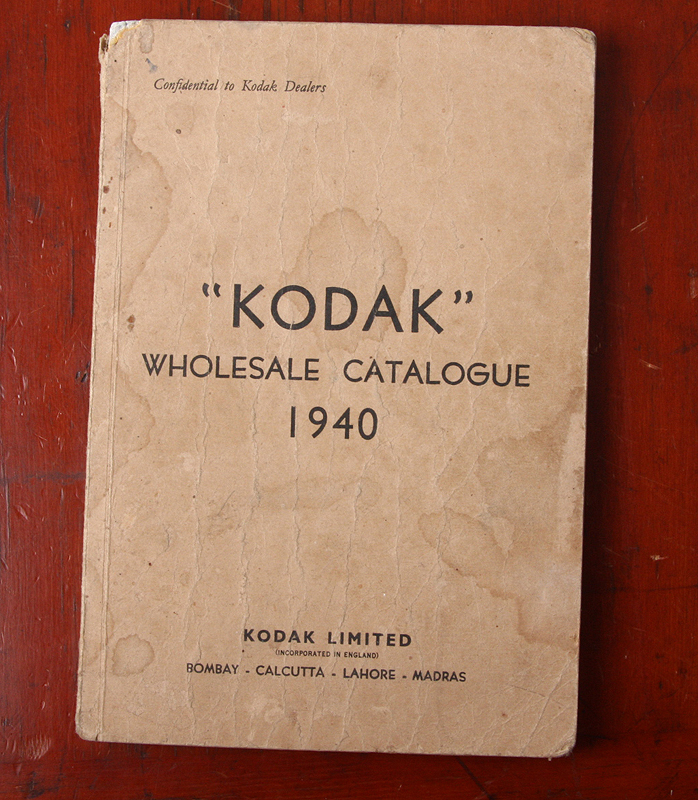 Confidential to Kodak Dealers
“KODAK”
WHOLESALE CATALOGUE
1940
KODAK LIMITED
(INCORPORATED IN ENGLAND)
BOMBAY - CALCUTTA - LAHORE - MADRAS